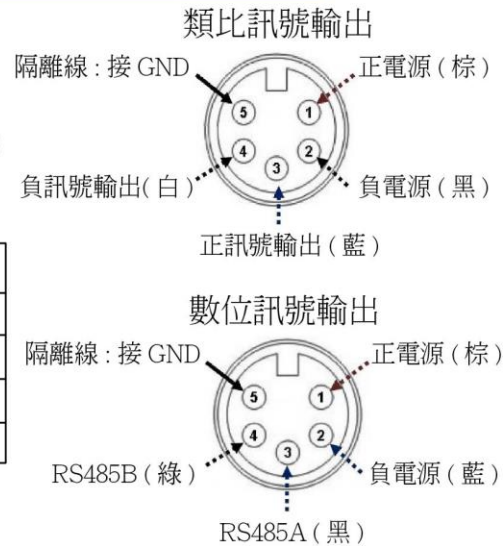 類比訊號輸出
隔離線 : 接 GND
正電源 ( 棕 )
5
1
4
2
3
負訊號輸出( 白 )
負電源 ( 黑 )
正訊號輸出 ( 藍 )
數位訊號輸出
隔離線 : 接 GND
正電源 ( 棕 )
5
1
4
2
3
RS485B ( 綠 )
負電源 ( 藍 )
RS485A ( 黑 )